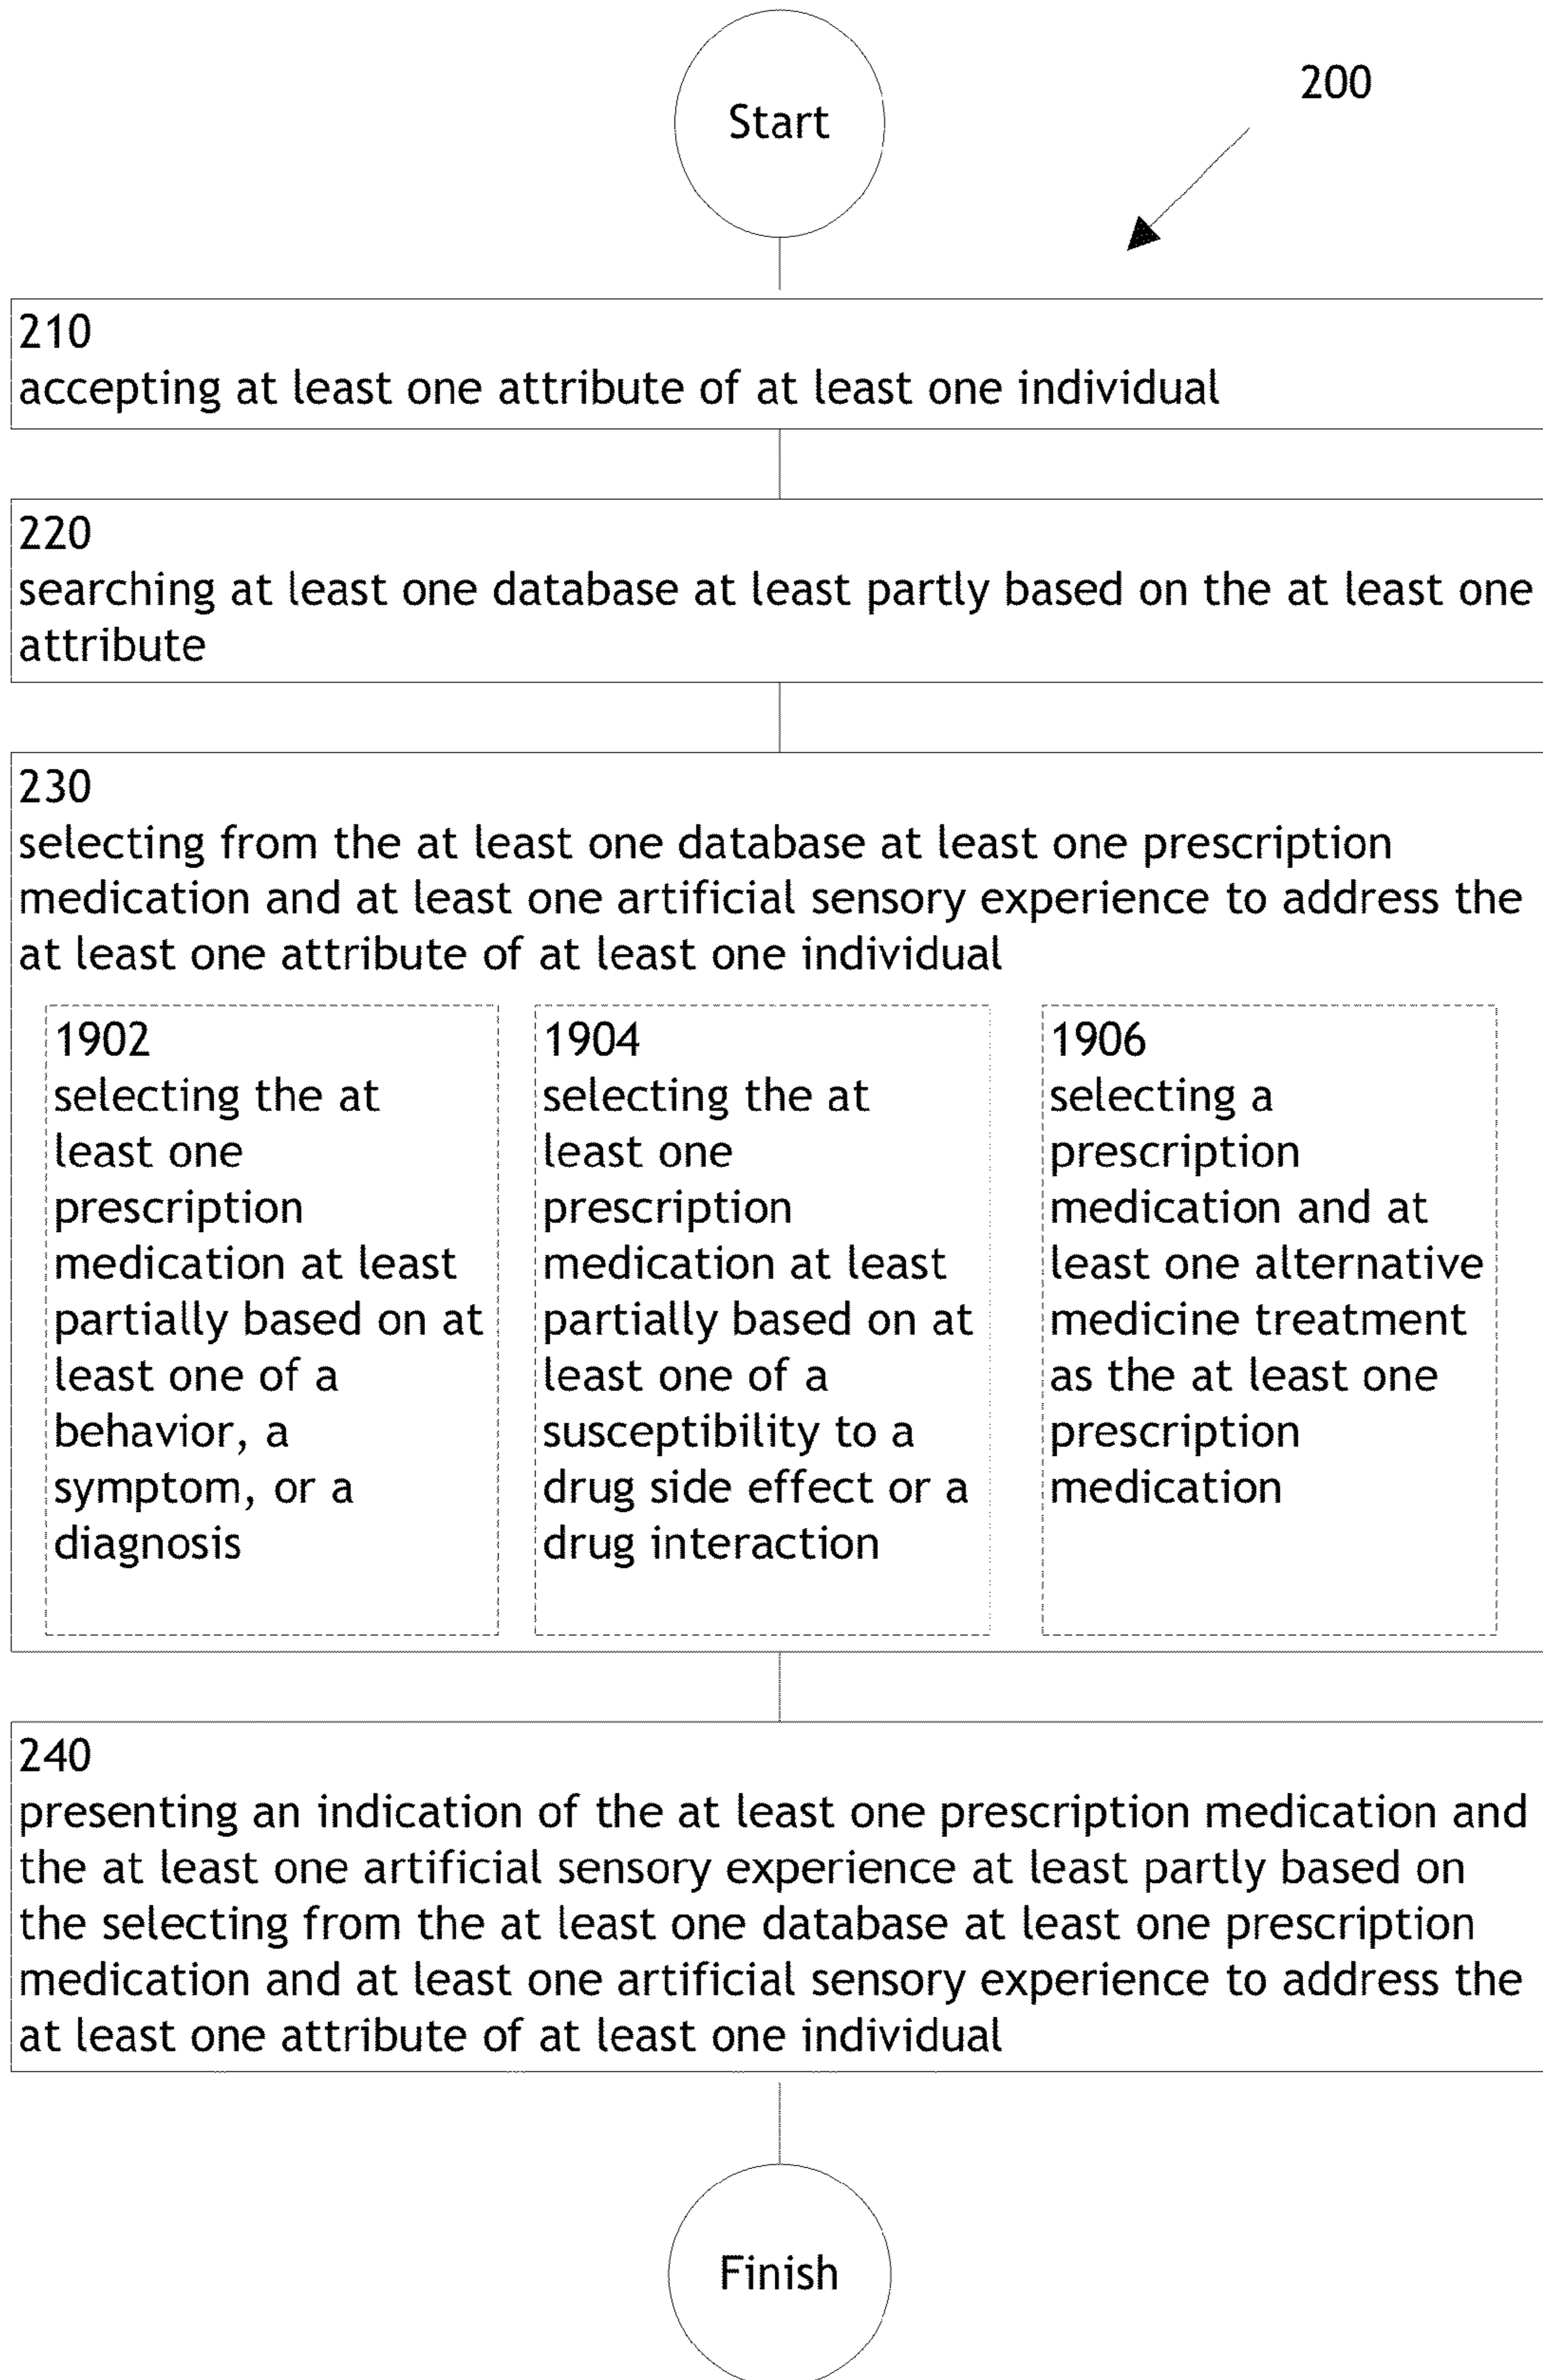 Start
200
210
accepting at least one attribute of at least one individual
220
searching at least one database at least partly based on the at least one
attribute
230
selecting from the at least one database at least one prescription
medication and at least one artificial sensory experience to address the
at least one attribute of at least one individual
1902
selecting the at
least one
prescription
medication at least
partially based on at
least one of a
behavior, a
symptom, or a
diagnosis
1904
selecting the at
least one
prescription
medication at least
partially based on at
least one of a
susceptibility to a
drug side effect or a
drug interaction
1906
selecting a
prescription
medication and at
least one alternative
medicine treatment
as the at least one
prescription
medication
240
presenting an indication of the at least one prescription medication and
the at least one artificial sensory experience at least partly based on
the selecting from the at least one database at least one prescription
medication and at least one artificial sensory experience to address the
at least one attribute of at least one individual
Finish